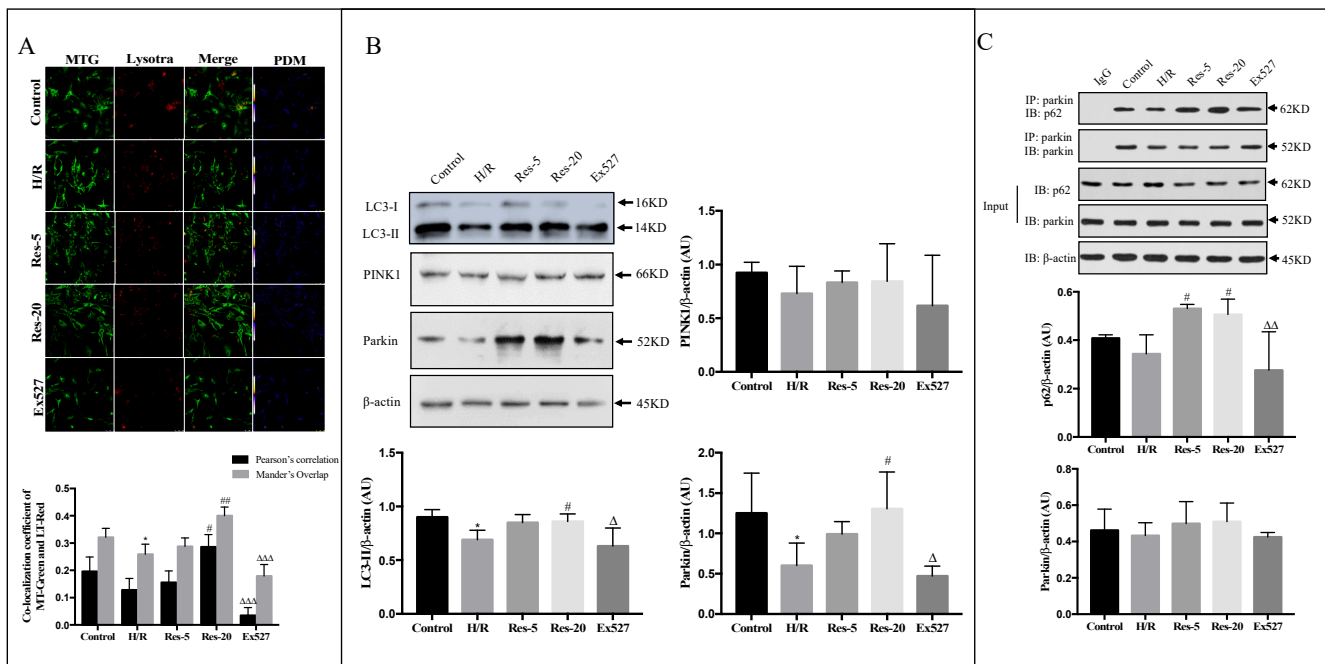 A
MTG Lysotra Merge PDM
Control
H/R
Res-5
Res-20
Ex527
Pearson's correlation
Mander's Overlap
Co-localization coefficient of
MT-Green and LT-Red
0.5
0.4
0.3
0.2
0.1
0.0
* # ## ΔΔΔ ΔΔΔ
Control H/R Res-5 Res-20 Ex527
B
Control H/R Res-5 Res-20 Ex527
LC3-I 16KD
LC3-II 14KD
PINK1 66KD
Parkin 52KD
β-actin 45KD
PINK1/β-actin (AU)
1.5
1.0
0.5
0.0
Control H/R Res-5 Res-20 Ex527
LC3-II/β-actin (AU)
1.5
1.0
0.5
0.0
* # Δ
Control H/R Res-5 Res-20 Ex527
Parkin/β-actin (AU)
2.0
1.5
1.0
0.5
0.0
* # Δ
Control H/R Res-5 Res-20 Ex527
C
IgG Control H/R Res-5 Res-20 Ex527
IP: parkin
IB: p62 62KD
IP: parkin
IB: parkin 52KD
Input
IB: p62 62KD
IB: parkin 52KD
IB: β-actin 45KD
p62/β-actin (AU)
0.6
0.4
0.2
0.0
# # ΔΔ
Control H/R Res-5 Res-20 Ex527
Parkin/β-actin (AU)
0.8
0.6
0.4
0.2
0.0
Control H/R Res-5 Res-20 Ex527